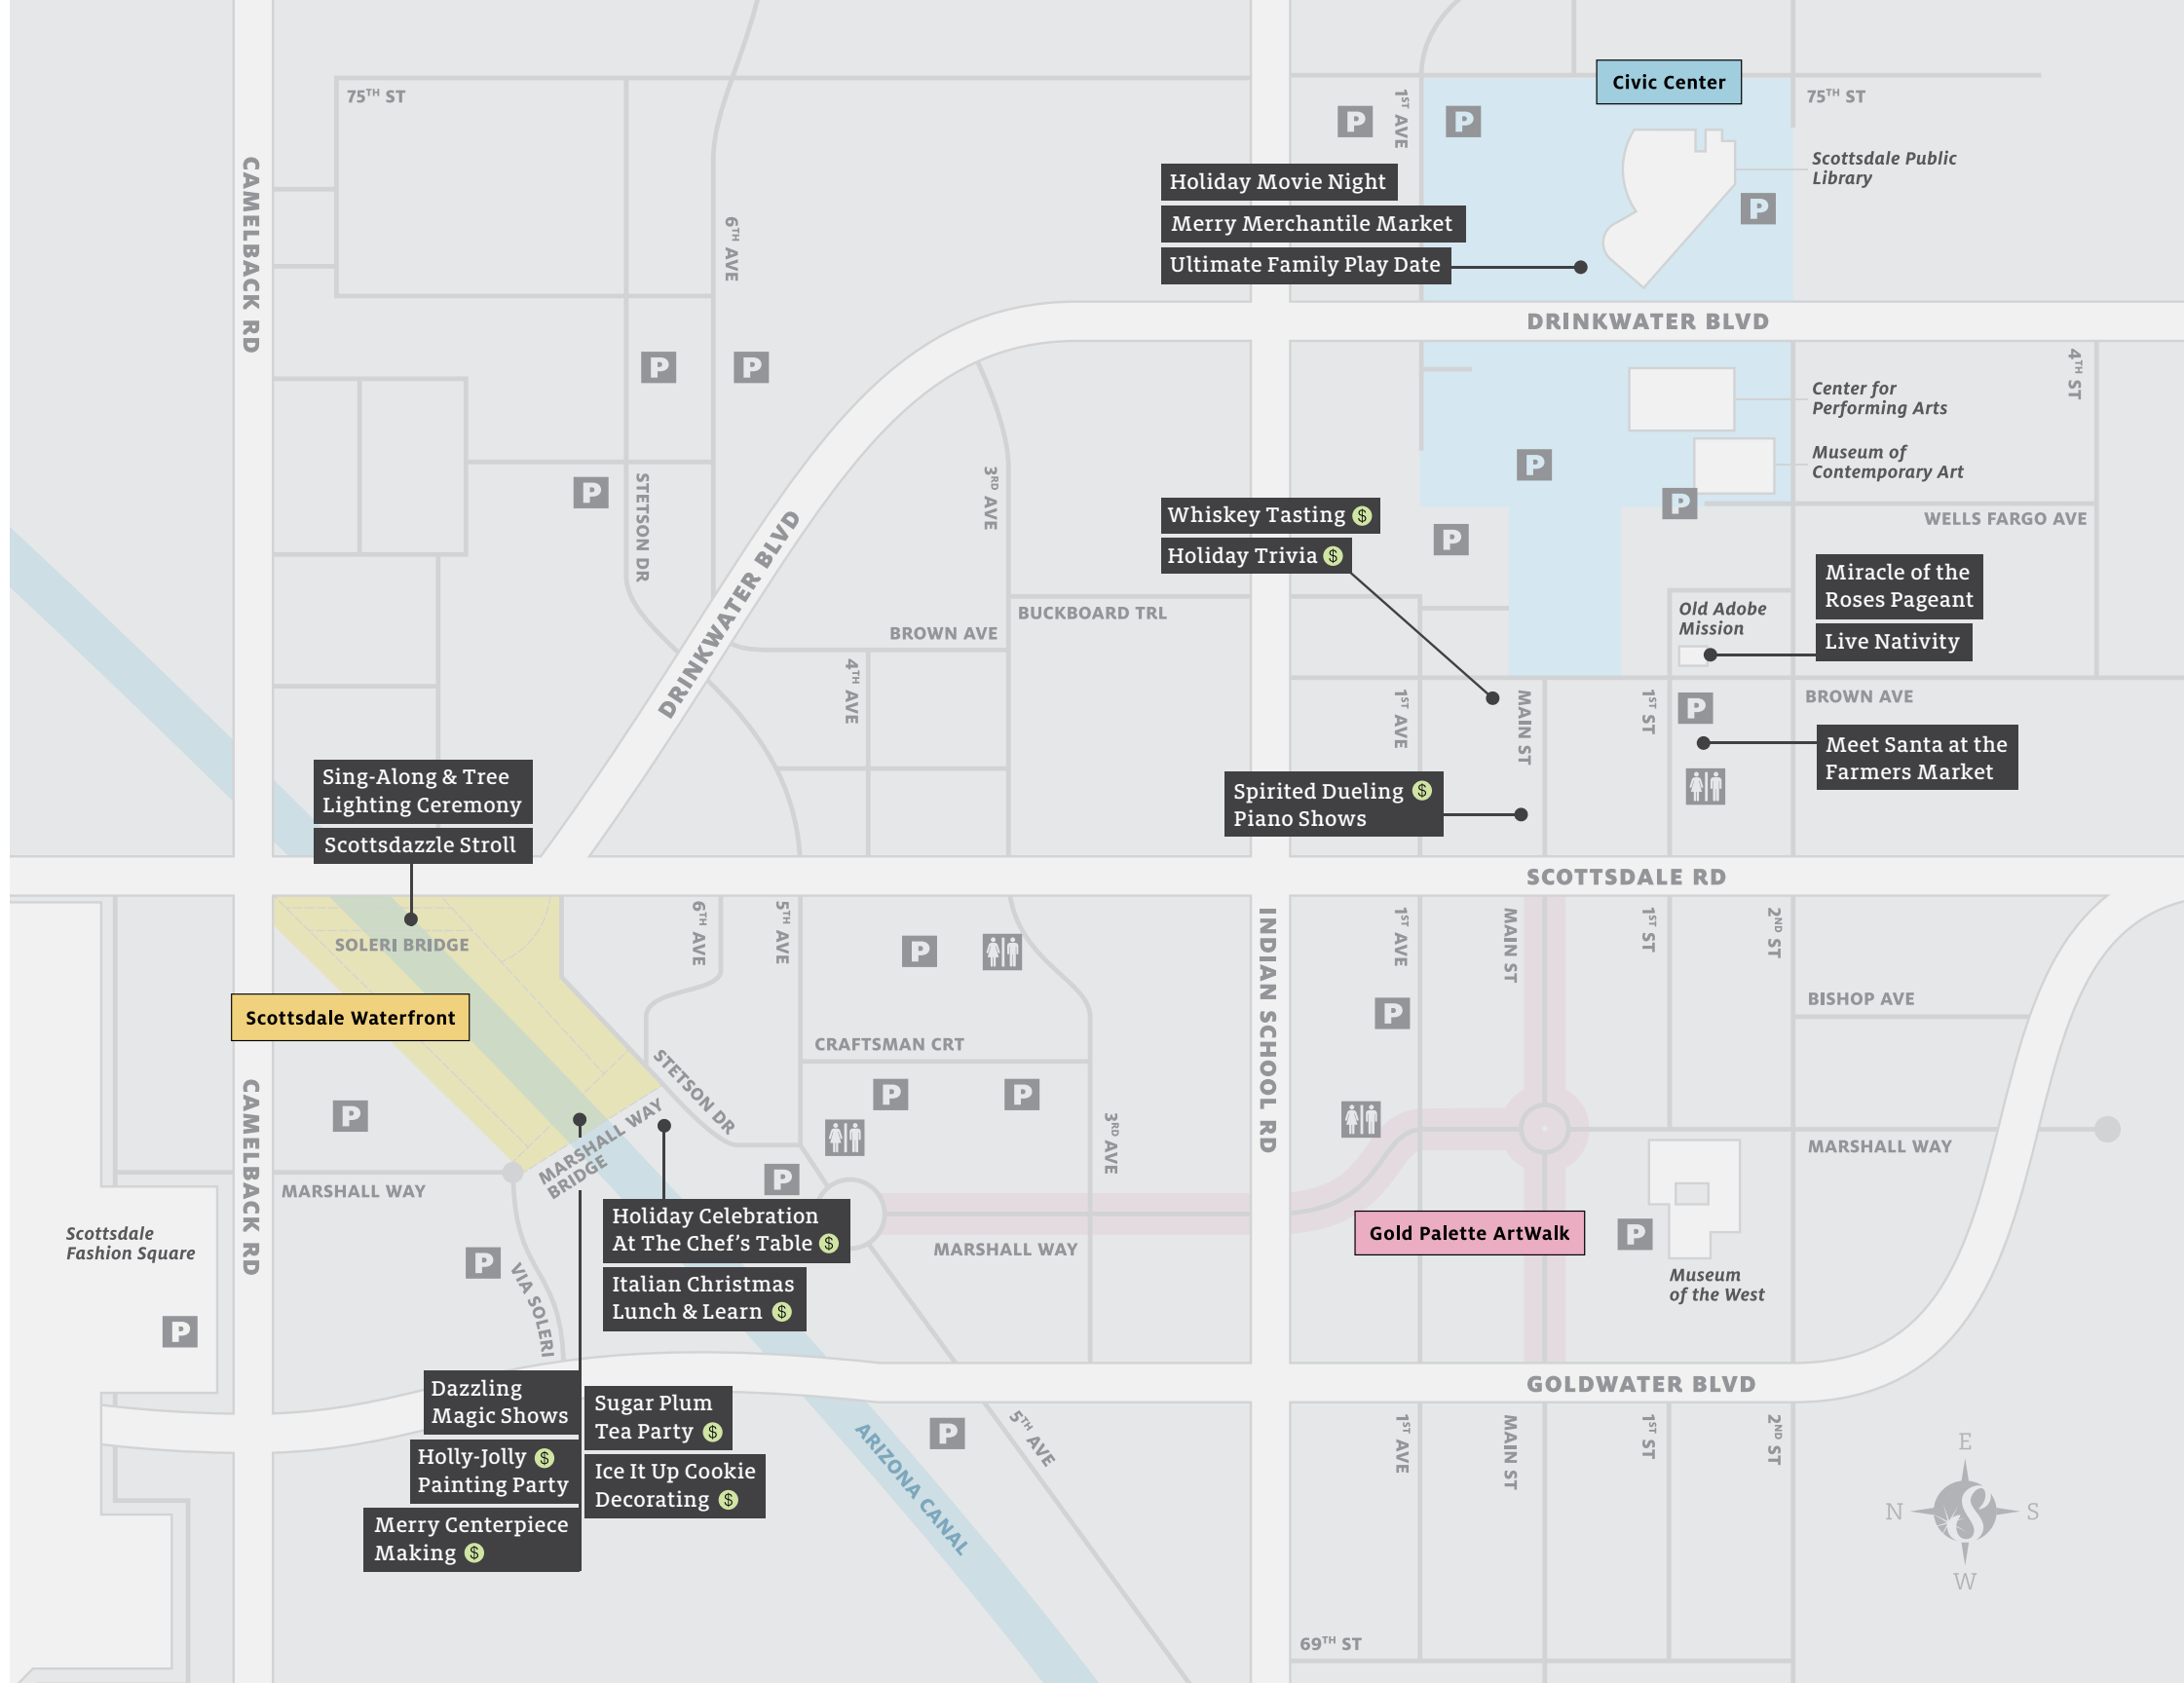 75TH ST
CAMELBACK RD
6TH AVE
1ST AVE
P
P
Civic Center
75TH ST
Scottsdale Public
Library
P
Holiday Movie Night
Merry Merchantile Market
Ultimate Family Play Date
DRINKWATER BLVD
P
P
P
STETSON DR
DRINKWATER BLVD
3RD AVE
4TH ST
Center for
Performing Arts
Museum of
Contemporary Art
P
P
P
WELLS FARGO AVE
Whiskey Tasting $
Holiday Trivia $
BUCKBOARD TRL
BROWN AVE
4TH AVE
Old Adobe
Mission
Miracle of the
Roses Pageant
Live Nativity
1ST AVE
MAIN ST
1ST ST
P
BROWN AVE
Meet Santa at the
Farmers Market
Spirited Dueling $
Piano Shows
Sing-Along & Tree
Lighting Ceremony
Scottsdazzle Stroll
SCOTTSDALE RD
SOLERI BRIDGE
6TH AVE
5TH AVE
P
INDIAN SCHOOL RD
1ST AVE
MAIN ST
1ST ST
2ND ST
BISHOP AVE
P
Scottsdale Waterfront
CRAFTSMAN CRT
STETSON DR
P
P
P
CAMELBACK RD
MARSHALL WAY
BRIDGE
3RD AVE
MARSHALL WAY
MARSHALL WAY
P
Holiday Celebration
At The Chef's Table $
Italian Christmas
Lunch & Learn $
MARSHALL WAY
Gold Palette ArtWalk
P
Museum
of the West
Scottsdale
Fashion Square
P
P
VIA SOLERI
GOLDWATER BLVD
Dazzling
Magic Shows
Holly-Jolly $
Painting Party
Merry Centerpiece
Making $
Sugar Plum
Tea Party $
Ice It Up Cookie
Decorating $
ARIZONA CANAL
P
5TH AVE
1ST AVE
MAIN ST
1ST ST
2ND ST
E
N
S
W
69TH ST